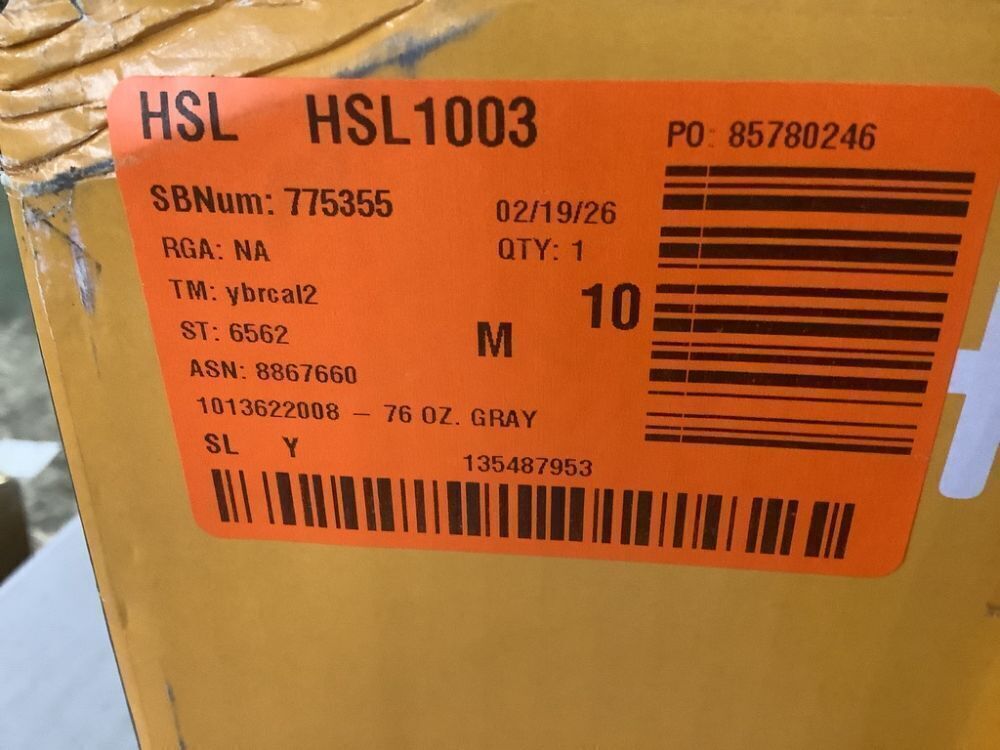 HSL HSL1003
PO: 85780246
SBNum: 775355
02/19/26
RGA: NA
QTY: 1
TM: ybrcal2
10
ST: 6562
M
ASN: 8867660
1013622008 – 76 OZ. GRAY
SL Y
135487953